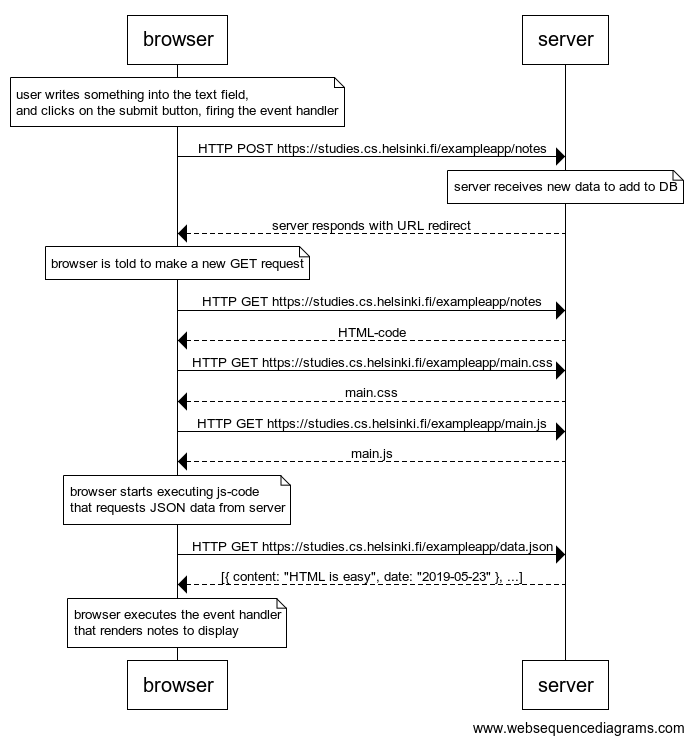 browser
server
user writes something into the text field,
and clicks on the submit button, firing the event handler
HTTP POST https://studies.cs.helsinki.fi/exampleapp/notes
server receives new data to add to DB
server responds with URL redirect
browser is told to make a new GET request
HTTP GET https://studies.cs.helsinki.fi/exampleapp/notes
HTML-code
HTTP GET https://studies.cs.helsinki.fi/exampleapp/main.css
main.css
HTTP GET https://studies.cs.helsinki.fi/exampleapp/main.js
main.js
browser starts executing js-code
that requests JSON data from server
HTTP GET https://studies.cs.helsinki.fi/exampleapp/data.json
[{ content: "HTML is easy", date: "2019-05-23" }, ...]
browser executes the event handler
that renders notes to display
browser
server
www.websequencediagrams.com